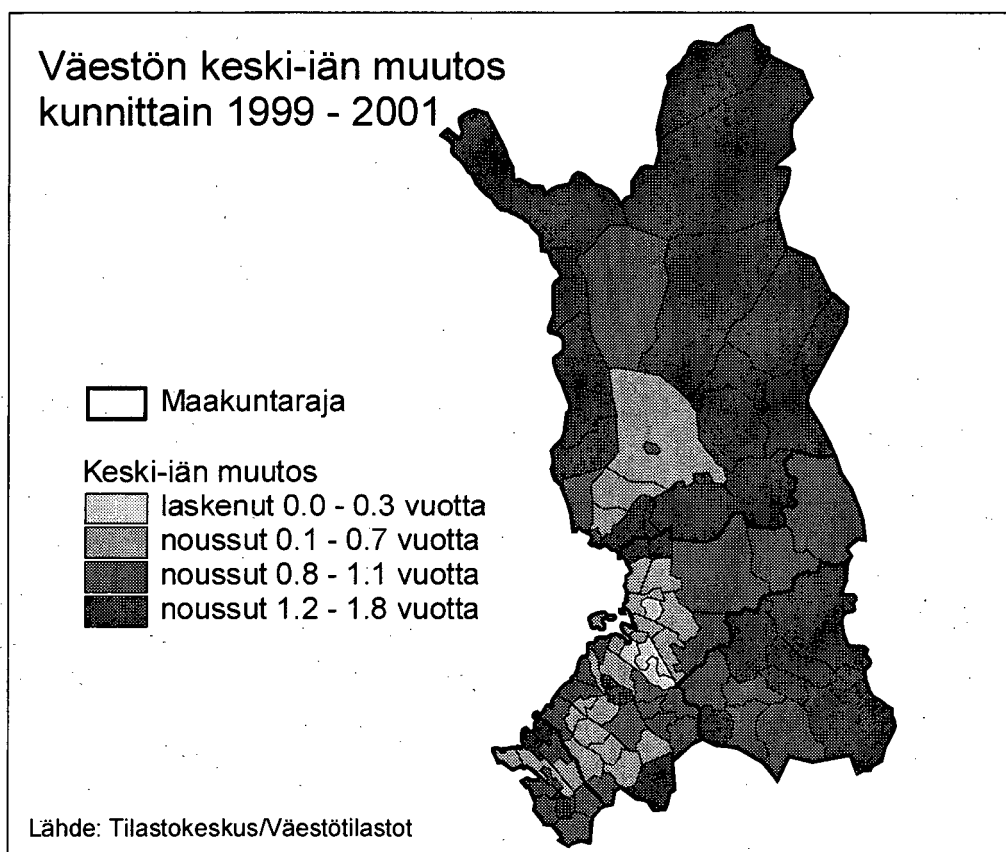 Väestön keski-iän muutos
kunnittain 1999 - 2001
Maakuntaraja
Keski-iän muutos
laskenut 0.0 - 0.3 vuotta
noussut 0.1 - 0.7 vuotta
noussut 0.8 - 1.1 vuotta
noussut 1.2 - 1.8 vuotta
Lähde: Tilastokeskus/Väestötilastot